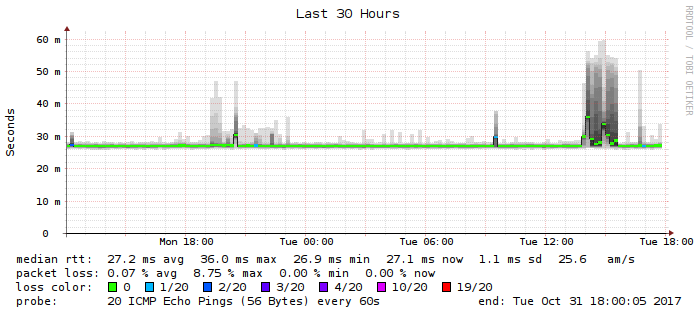 Last 30 Hours
RRDTOOL / TOBI OETIKER
Seconds
60 m
50 m
40 m
30 m
20 m
10 m
0
Mon 18:00 Tue 00:00 Tue 06:00 Tue 12:00 Tue 18:00
median rtt: 27.2 ms avg 36.0 ms max 26.9 ms min 27.1 ms now 1.1 ms sd 25.6 am/s
packet loss: 0.07 % avg 8.75 % max 0.00 % min 0.00 % now
loss color: 0 1/20 2/20 3/20 4/20 10/20 19/20
probe: 20 ICMP Echo Pings (56 Bytes) every 60s end: Tue Oct 31 18:00:05 2017